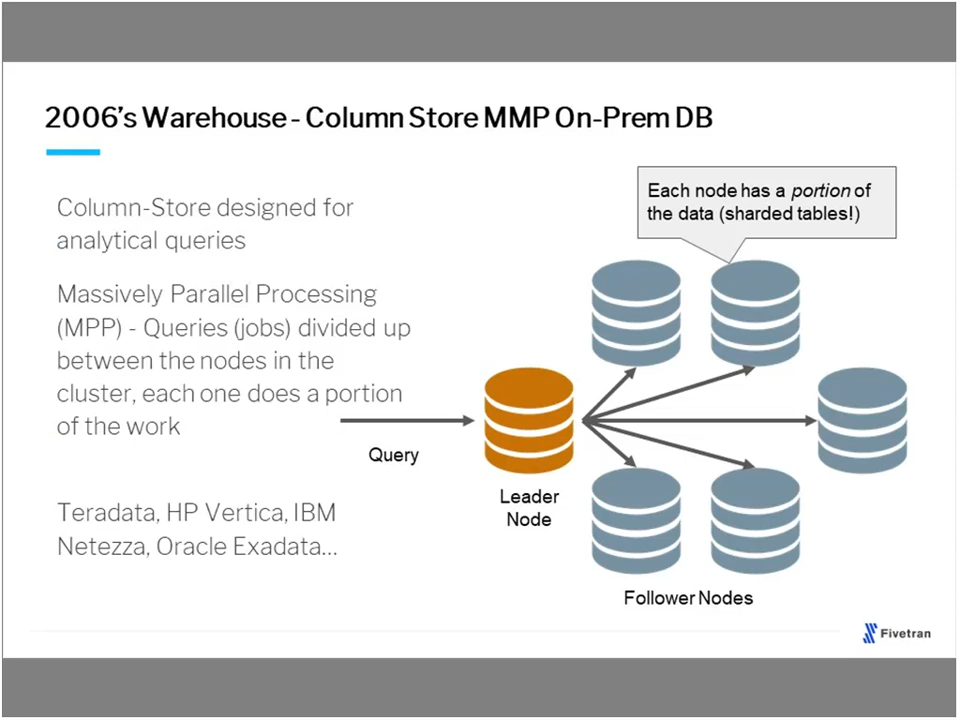 2006's Warehouse - Column Store MMP On-Prem DB
Column-Store designed for
analytical queries
Massively Parallel Processing
(MPP) - Queries (jobs) divided up
between the nodes in the
cluster, each one does a portion
of the work
Teradata, HP Vertica, IBM
Netezza, Oracle Exadata...
Each node has a portion of
the data (sharded tables!)
Query
Leader
Node
Follower Nodes
Fivetran